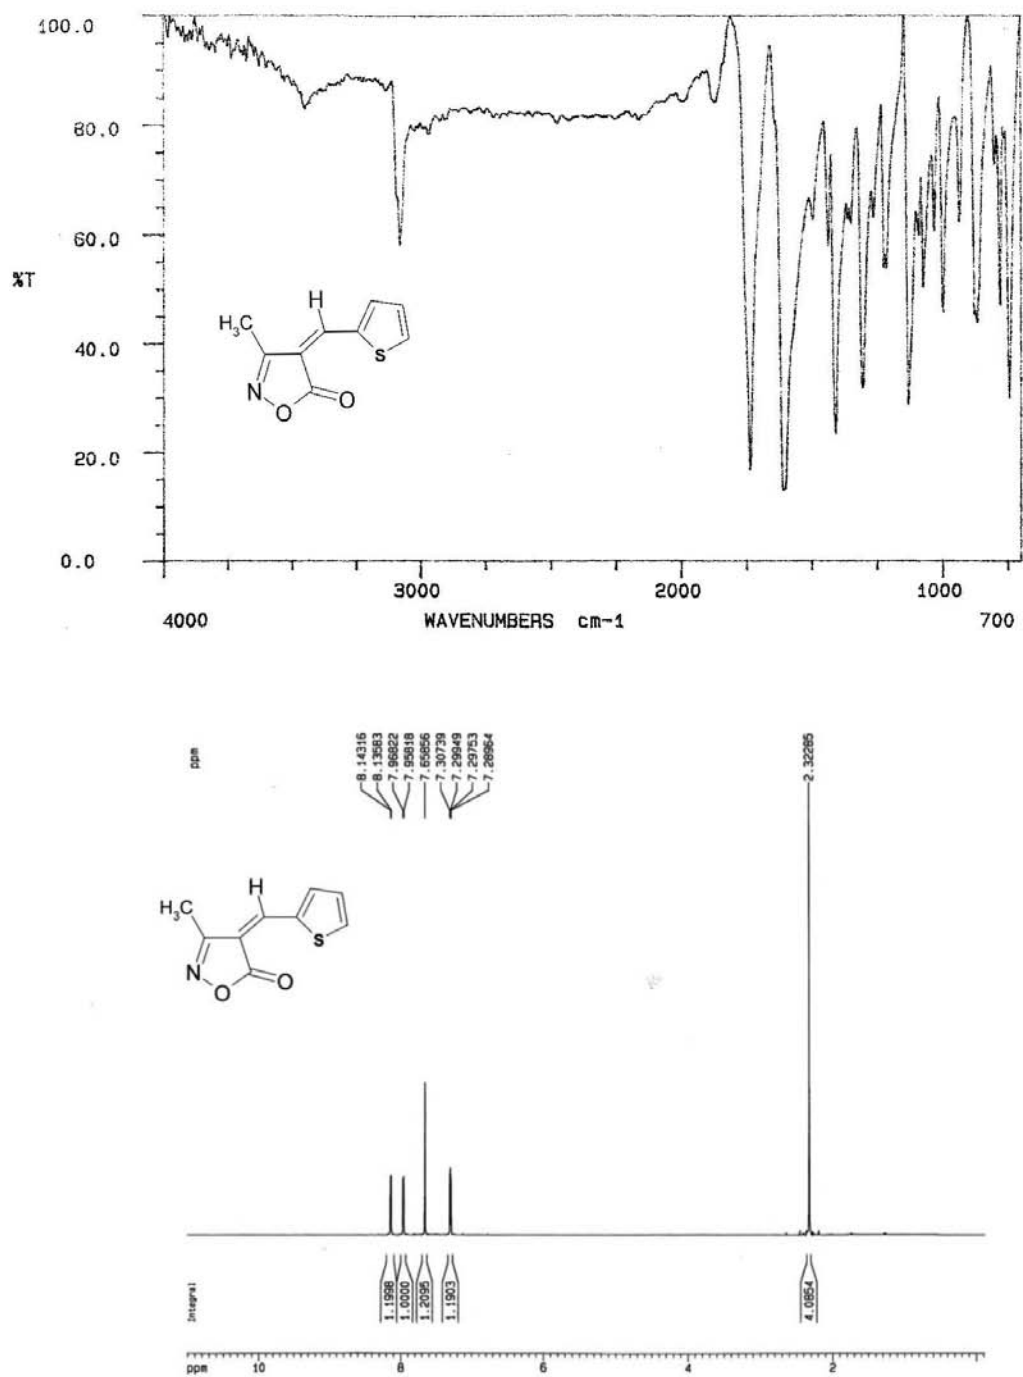 100.0
80.0
60.0
%T
40.0
20.0
0.0
H
H₃C
S
N
O
O
3000
2000
1000
4000
WAVENUMBERS cm-1
700
ppm
8.14316
8.13583
7.96822
7.95818
7.65856
7.30739
7.29949
7.29753
7.28964
2.32285
H
H₃C
S
N
O
O
Integral
1.1998
1.0000
1.2095
1.1903
4.0854
ppm
10
8
6
4
2